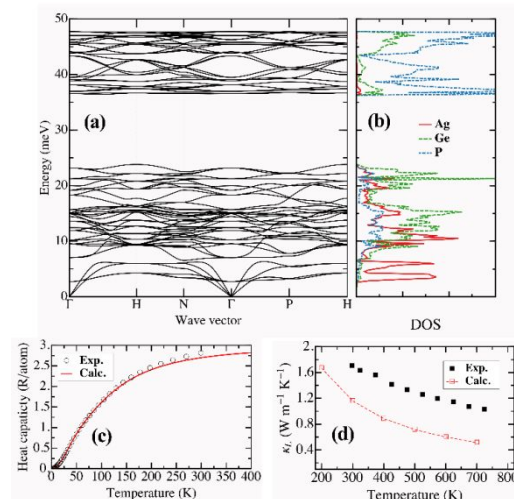 50
40
30
20
10
0
Energy (meV)
(a)
Γ H N Γ P H
Wave vector
(b)
Ag
Ge
P
DOS
3
2.5
2
1.5
1
0.5
0
Heat capaticty (R/atom)
Exp.
Calc.
(c)
0 50 100 150 200 250 300 350 400
Temperature (K)
2
1.6
1.2
0.8
0.4
κL (W m⁻¹ K⁻¹)
Exp.
Calc.
(d)
200 300 400 500 600 700 800
Temperature (K)